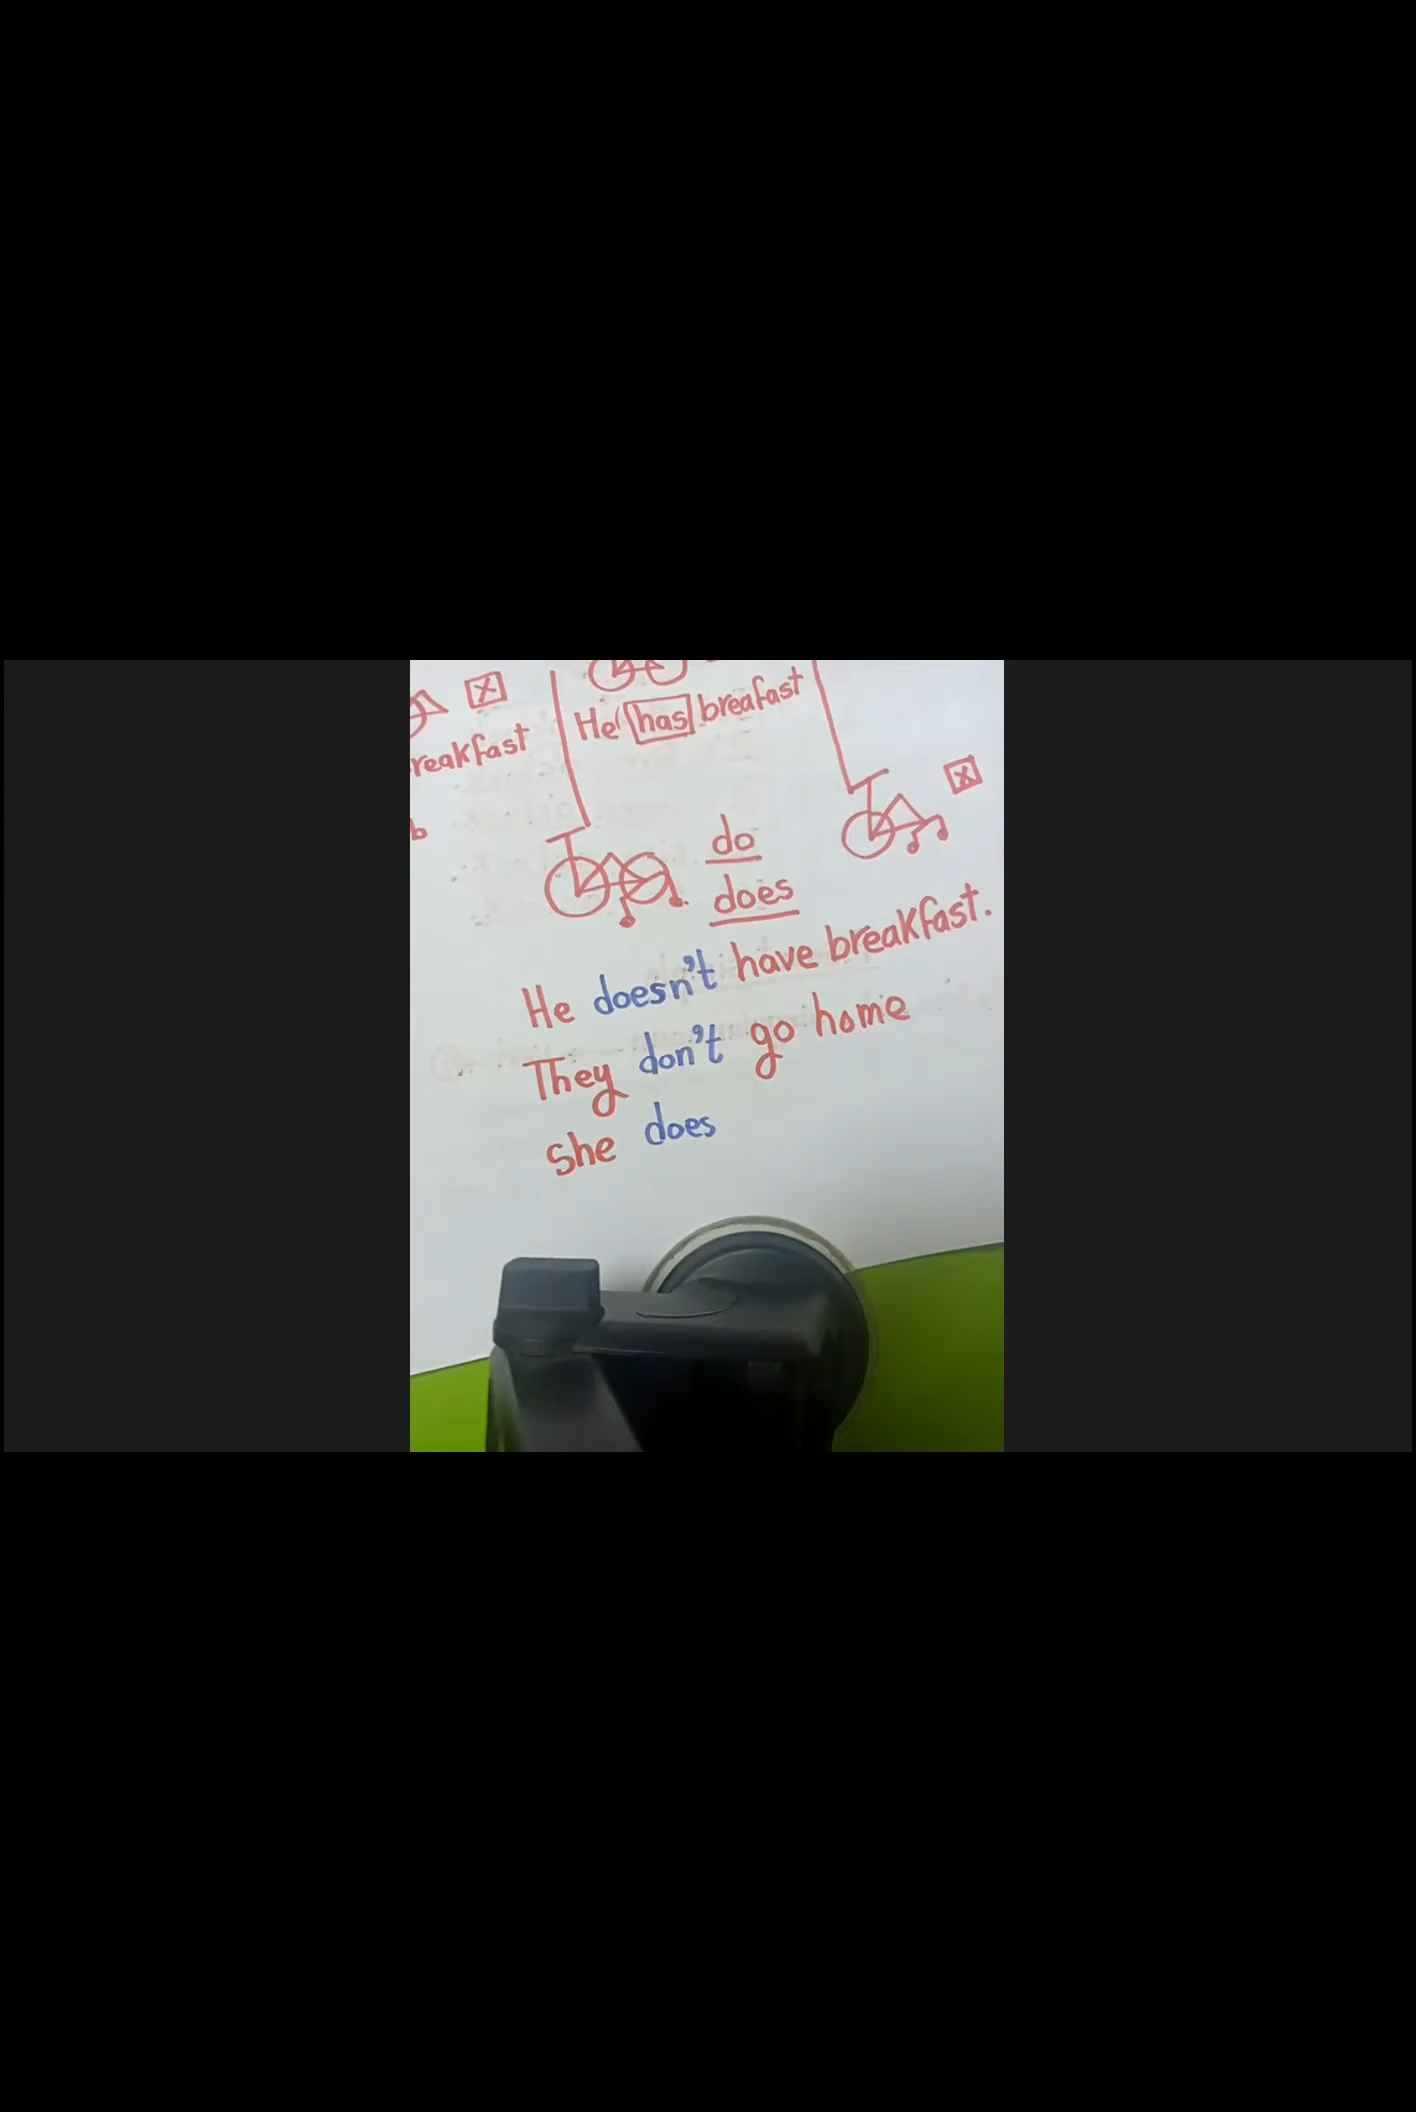 X
reakfast
He has breafast
b
X
do
does
He doesn't have breakfast.
They don't go home
She does